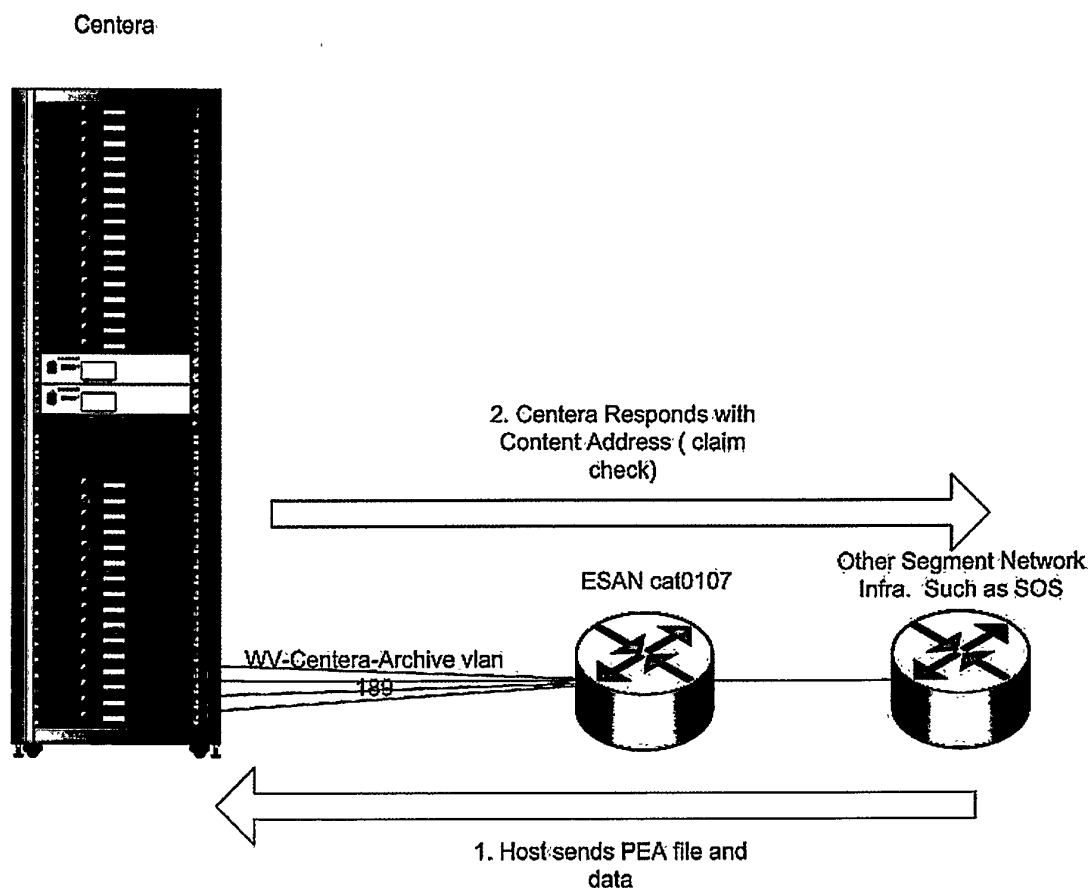 Centera
2. Centera Responds with
Content Address ( claim
check)
Other Segment Network
Infra. Such as SOS
ESAN cat0107
WV-Centera-Archive vlan
189
1. Host sends PEA file and
data